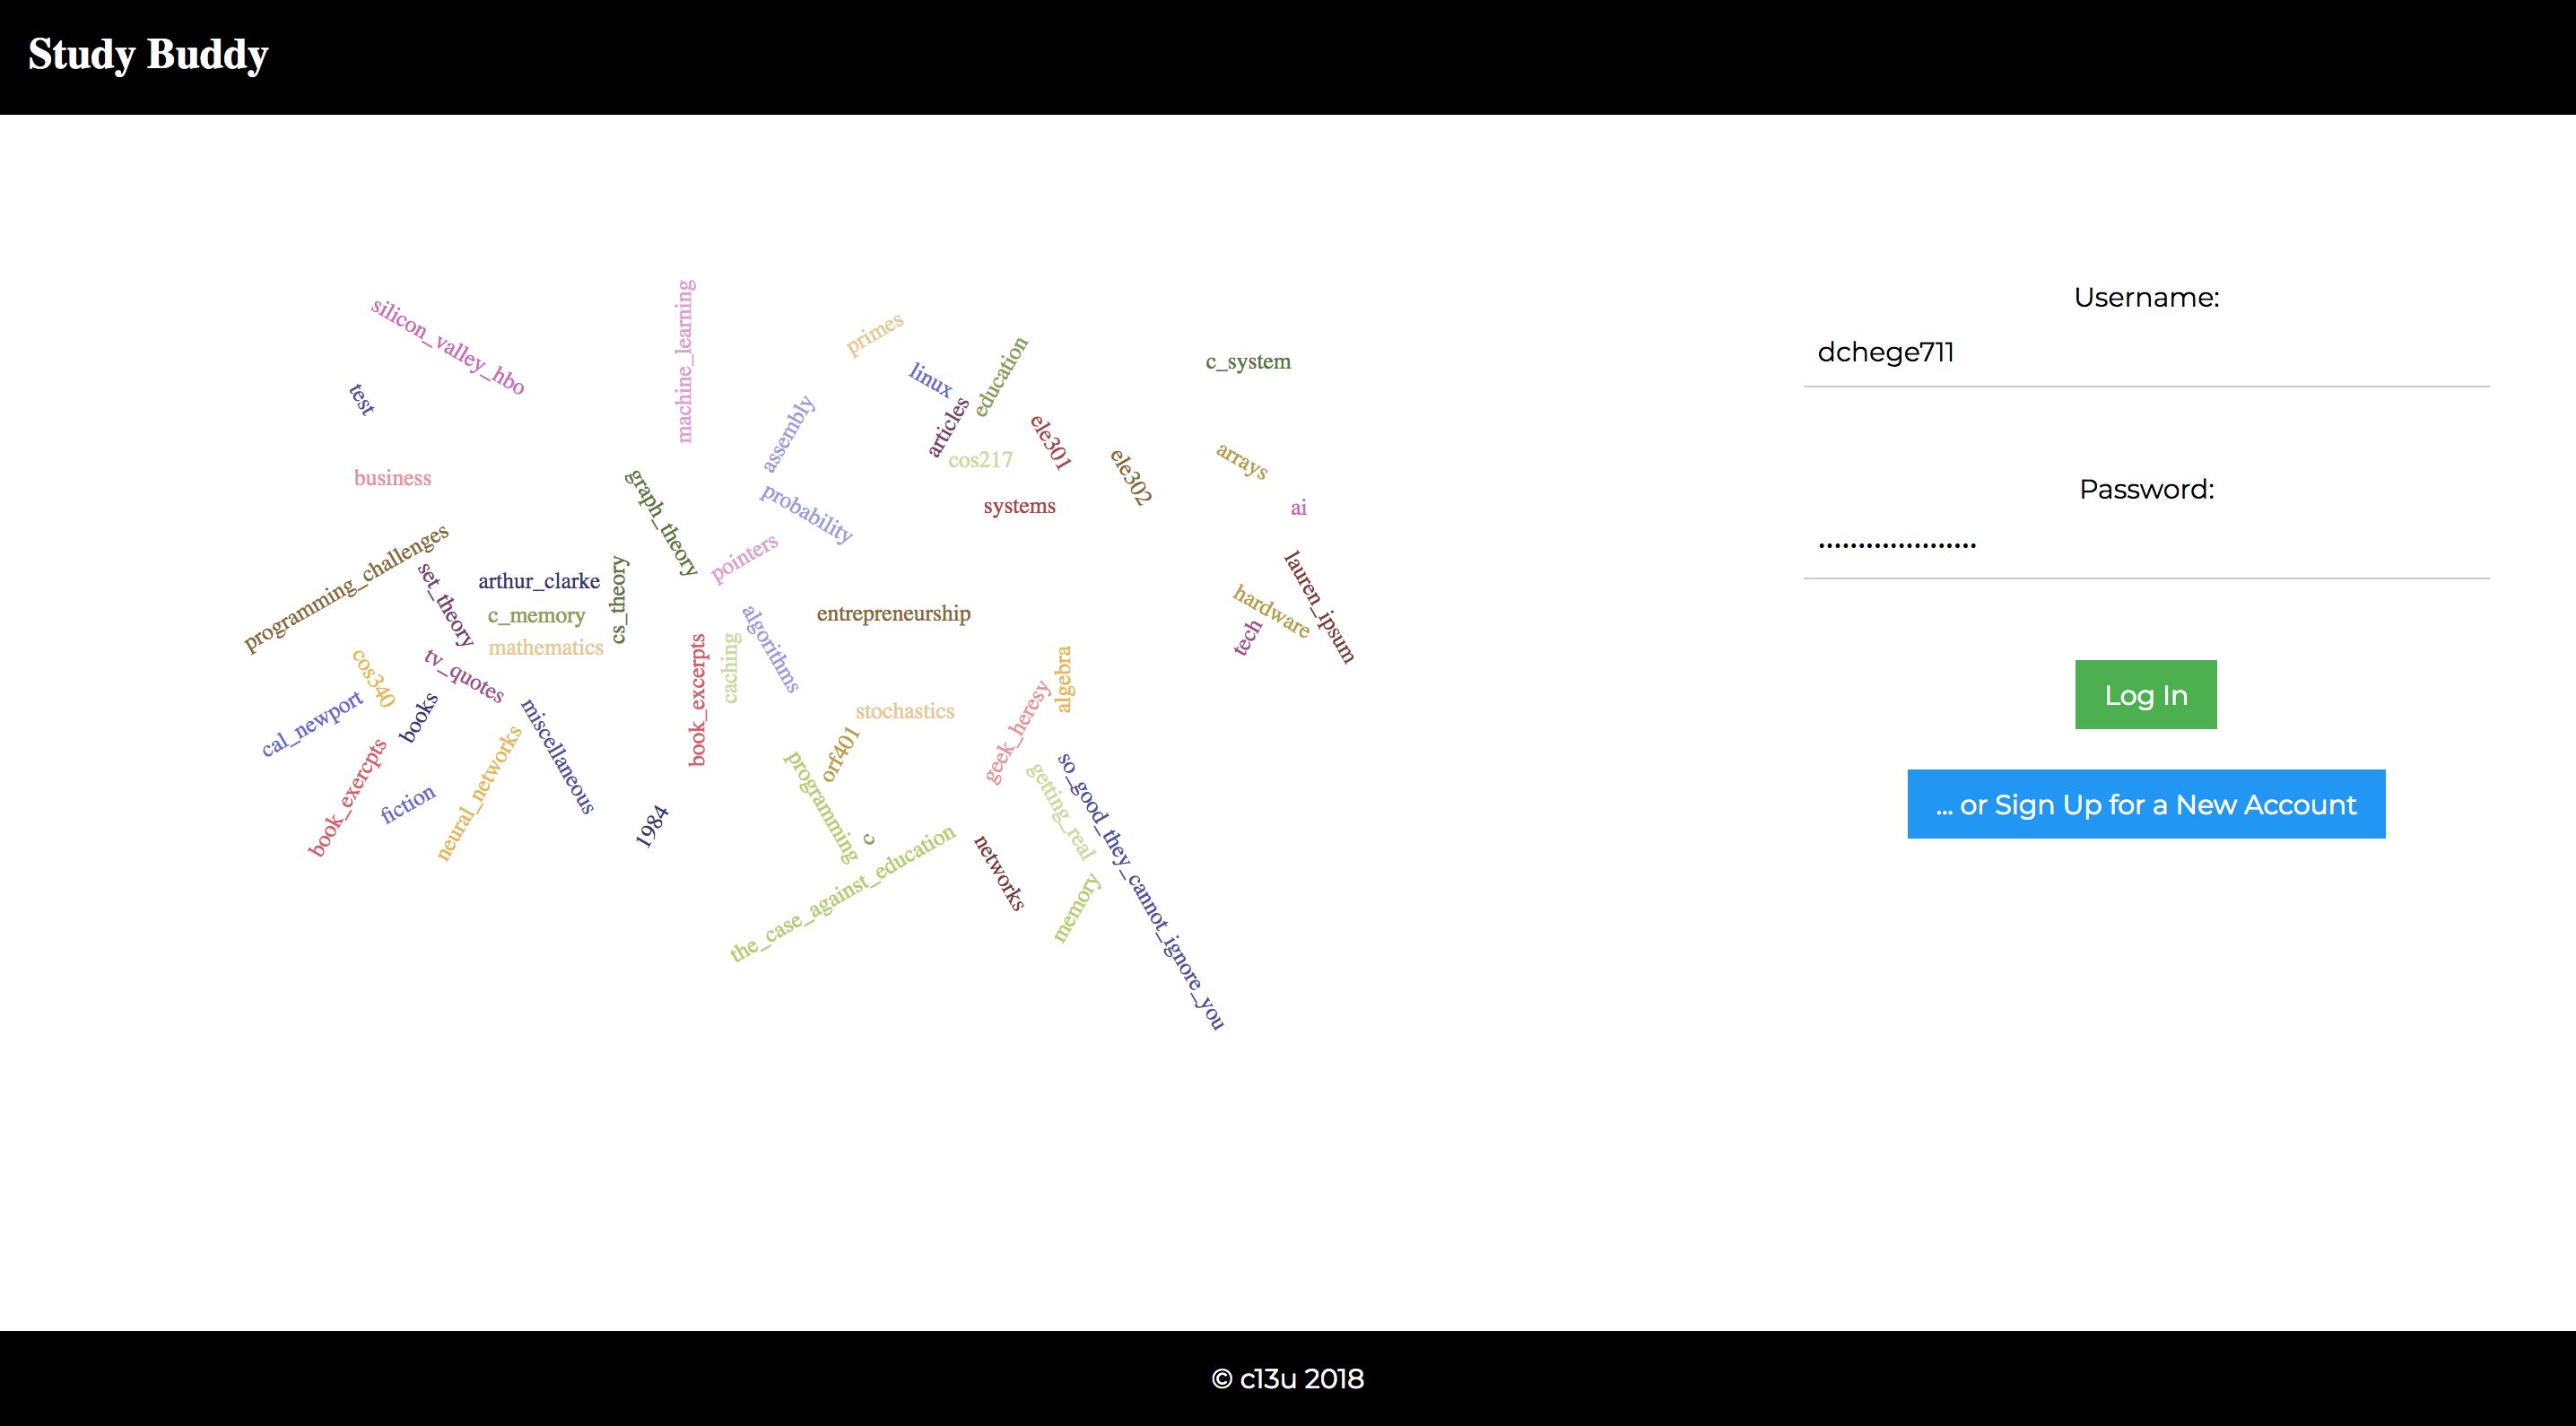 Study Buddy
silicon_valley_hbo
machine_learning
primes
linux
education
c_system
test
articles
assembly
ele301
cos217
arrays
ele302
business
graph_theory
probability
systems
ai
programming_challenges
set_theory
arthur_clarke
cs_theory
pointers
lauren_ipsum
c_memory
entrepreneurship
hardware
tech
mathematics
algorithms
book_excerpts
caching
algebra
cos340
tv_quotes
cal_newport
books
miscellaneous
stochastics
geek_heresy
orf401
book_exercpts
fiction
neural_networks
1984
programming
c
getting_real
so_good_they_cannot_ignore_you
the_case_against_education
networks
memory
Username:
dchege711
Password:
....................
Log In
... or Sign Up for a New Account
© c13u 2018